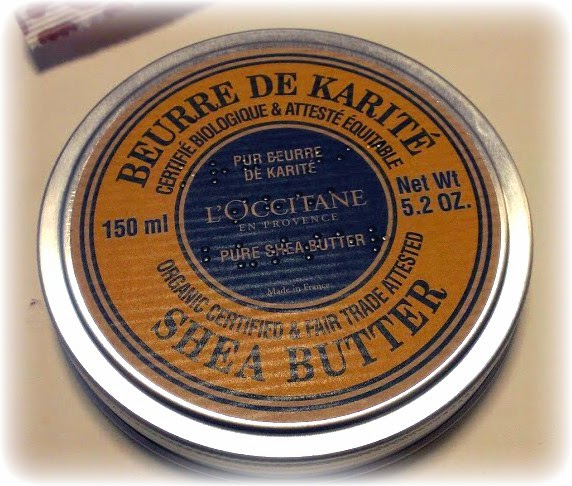 BEURRE DE KARITÉ
CERTIFIÉ BIOLOGIQUE & ATTESTÉ ÉQUITABLE
PUR BEURRE
DE KARITÉ
150 ml
L'OCCITANE
EN PROVENCE
Net Wt
5.2 OZ.
PURE SHEA BUTTER
Made in France
ORGANIC CERTIFIED & FAIR TRADE ATTESTED
SHEA BUTTER